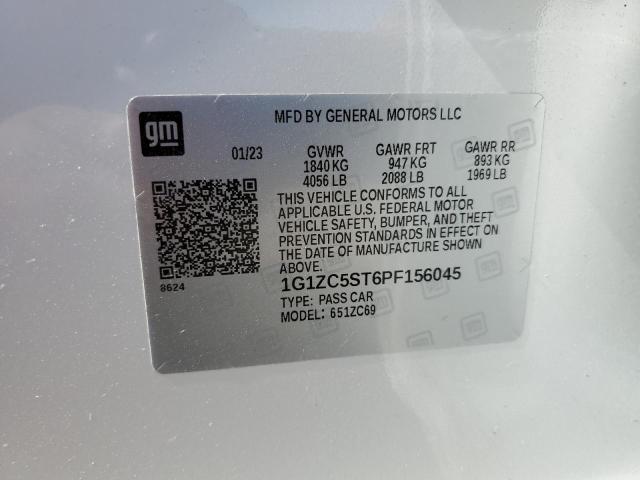 gm
MFD BY GENERAL MOTORS LLC
01/23 GVWR GAWR FRT GAWR RR
1840 KG 947 KG 893 KG
4056 LB 2088 LB 1969 LB
THIS VEHICLE CONFORMS TO ALL
APPLICABLE U.S. FEDERAL MOTOR
VEHICLE SAFETY, BUMPER, AND THEFT
PREVENTION STANDARDS IN EFFECT ON
THE DATE OF MANUFACTURE SHOWN
ABOVE.
8624
1G1ZC5ST6PF156045
TYPE: PASS CAR
MODEL: 651ZC69